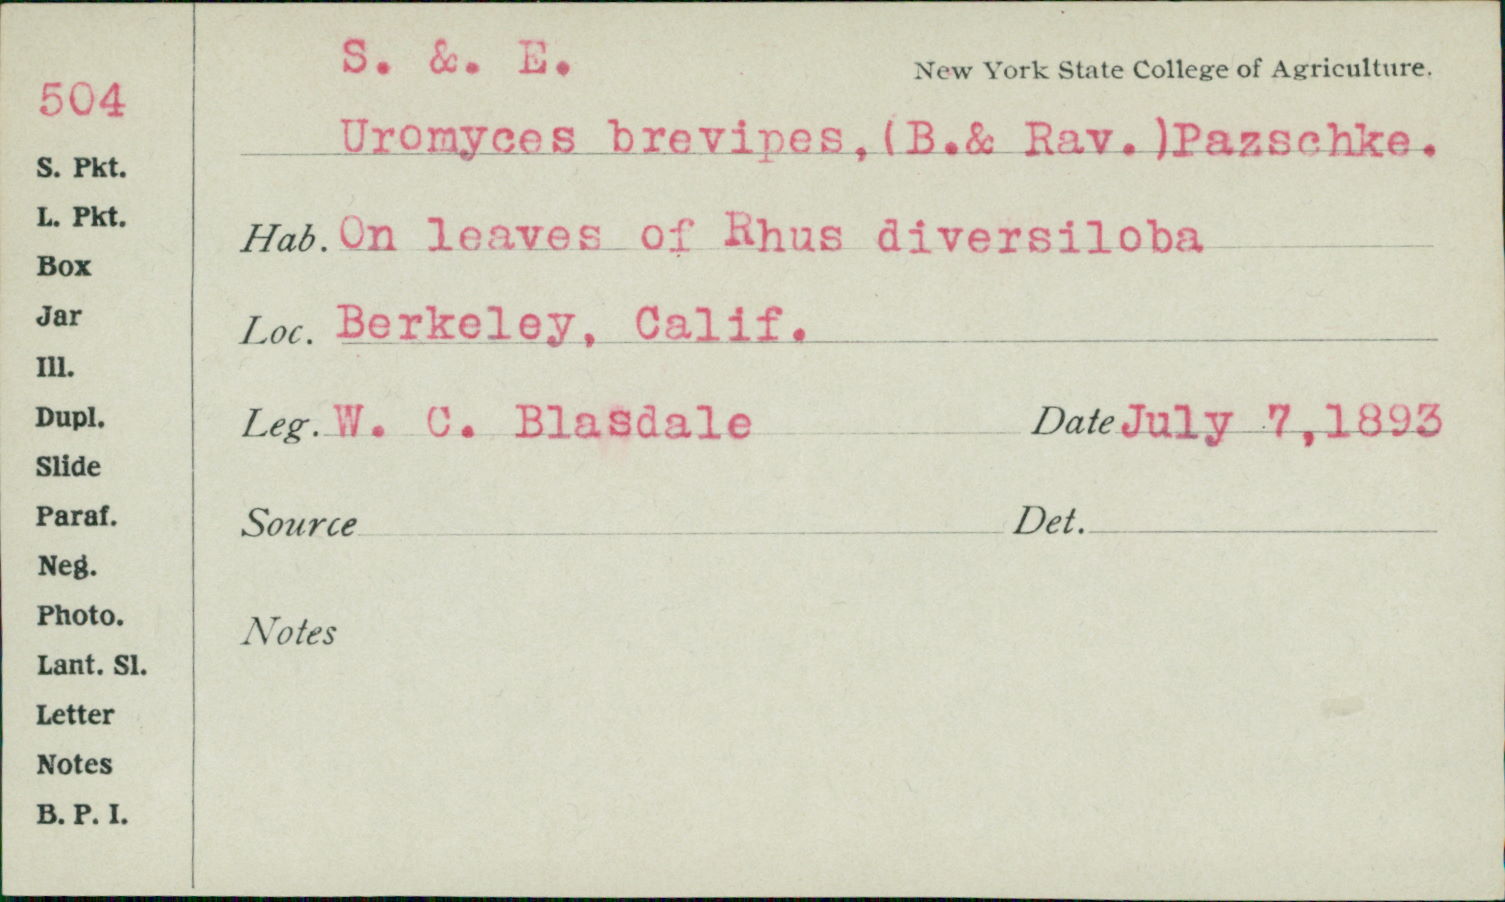 S. &. E.
New York State College of Agriculture.
504
Uromyces brevipes,(B.& Rav.)Pazschke.
S. Pkt.
L. Pkt.
Hab. On leaves of Rhus diversiloba
Box
Jar
Loc. Berkeley, Calif.
Ill.
Dupl.
Leg. W. C. Blasdale Date July 7,1893
Slide
Paraf.
Source Det.
Neg.
Photo.
Notes
Lant. Sl.
Letter
Notes
B. P. I.